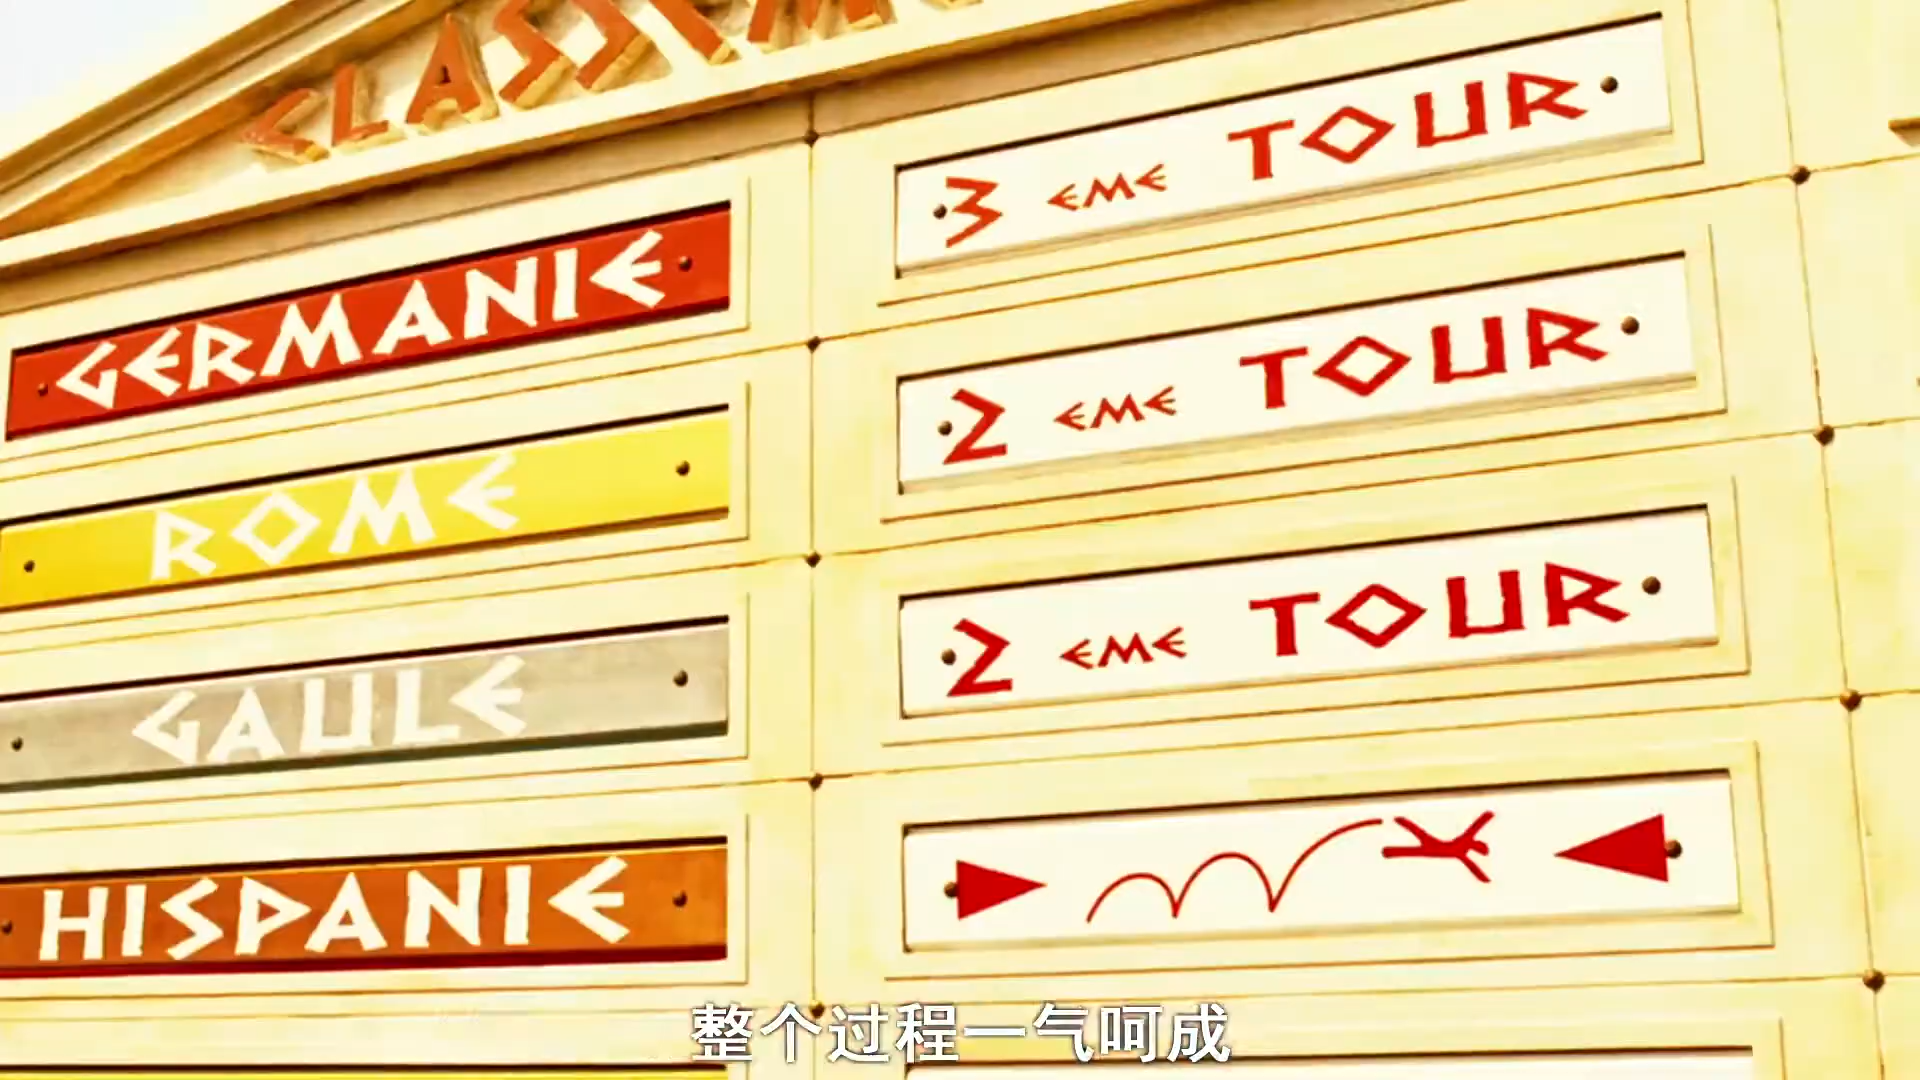 CLASSEM
GERMANIE
3 EME TOUR
ROME
2 EME TOUR
GAULE
2 EME TOUR
HISPANIE
整个过程一气呵成